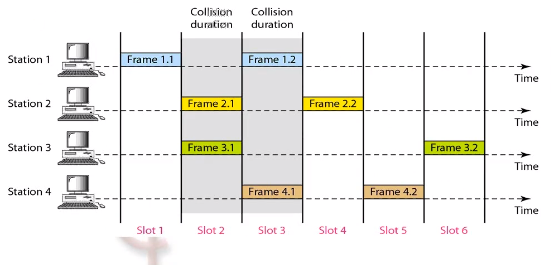 Collision duration
Collision duration
Station 1
Frame 1.1
Frame 1.2
Time
Station 2
Frame 2.1
Frame 2.2
Time
Station 3
Frame 3.1
Frame 3.2
Time
Station 4
Frame 4.1
Frame 4.2
Time
Slot 1
Slot 2
Slot 3
Slot 4
Slot 5
Slot 6